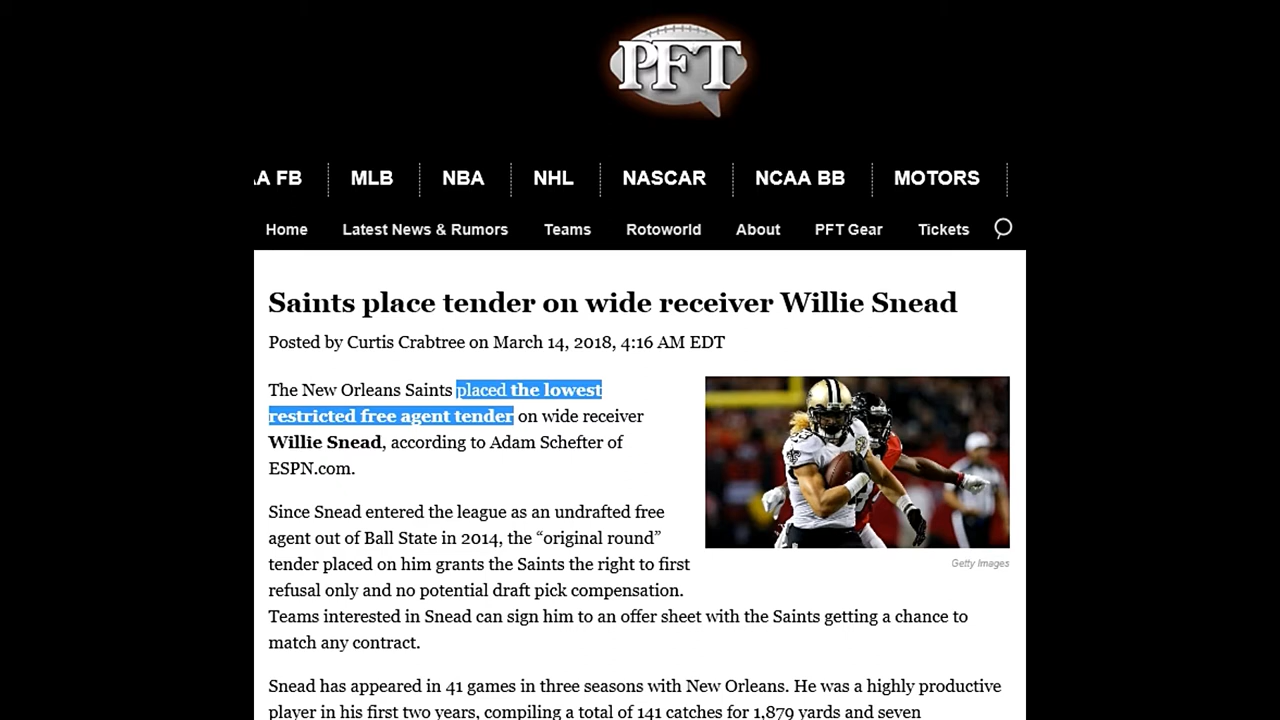 PFT
A FB
MLB
NBA
NHL
NASCAR
NCAA BB
MOTORS
Home
Latest News & Rumors
Teams
Rotoworld
About
PFT Gear
Tickets
Saints place tender on wide receiver Willie Snead
Posted by Curtis Crabtree on March 14, 2018, 4:16 AM EDT
The New Orleans Saints placed the lowest
restricted free agent tender on wide receiver
Willie Snead, according to Adam Schefter of
ESPN.com.
Getty Images
Since Snead entered the league as an undrafted free
agent out of Ball State in 2014, the “original round”
tender placed on him grants the Saints the right to first
refusal only and no potential draft pick compensation.
Teams interested in Snead can sign him to an offer sheet with the Saints getting a chance to
match any contract.
Snead has appeared in 41 games in three seasons with New Orleans. He was a highly productive
player in his first two years, compiling a total of 141 catches for 1,879 yards and seven